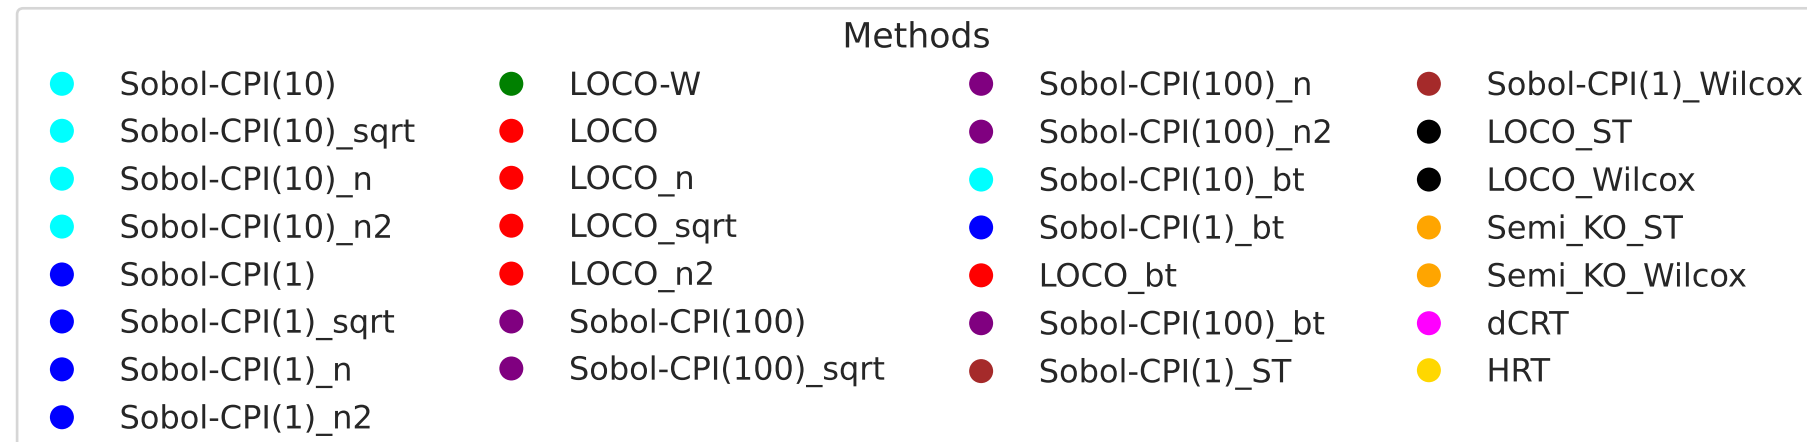 Methods
Sobol-CPI(10)
Sobol-CPI(10)_sqrt
Sobol-CPI(10)_n
Sobol-CPI(10)_n2
Sobol-CPI(1)
Sobol-CPI(1)_sqrt
Sobol-CPI(1)_n
Sobol-CPI(1)_n2
LOCO-W
LOCO
LOCO_n
LOCO_sqrt
LOCO_n2
Sobol-CPI(100)
Sobol-CPI(100)_sqrt
Sobol-CPI(100)_n
Sobol-CPI(100)_n2
Sobol-CPI(10)_bt
Sobol-CPI(1)_bt
LOCO_bt
Sobol-CPI(100)_bt
Sobol-CPI(1)_ST
Sobol-CPI(1)_Wilcox
LOCO_ST
LOCO_Wilcox
Semi_KO_ST
Semi_KO_Wilcox
dCRT
HRT